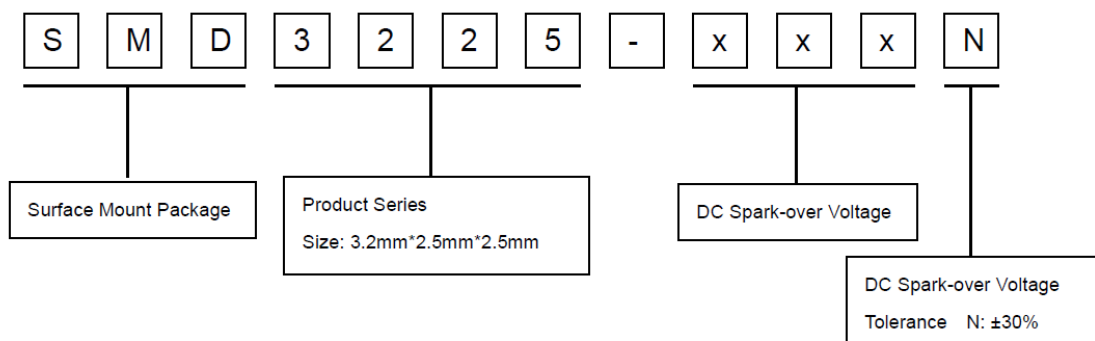 S M D 3 2 2 5 - x x x N
Surface Mount Package
Product Series
Size: 3.2mm*2.5mm*2.5mm
DC Spark-over Voltage
DC Spark-over Voltage
Tolerance N: ±30%